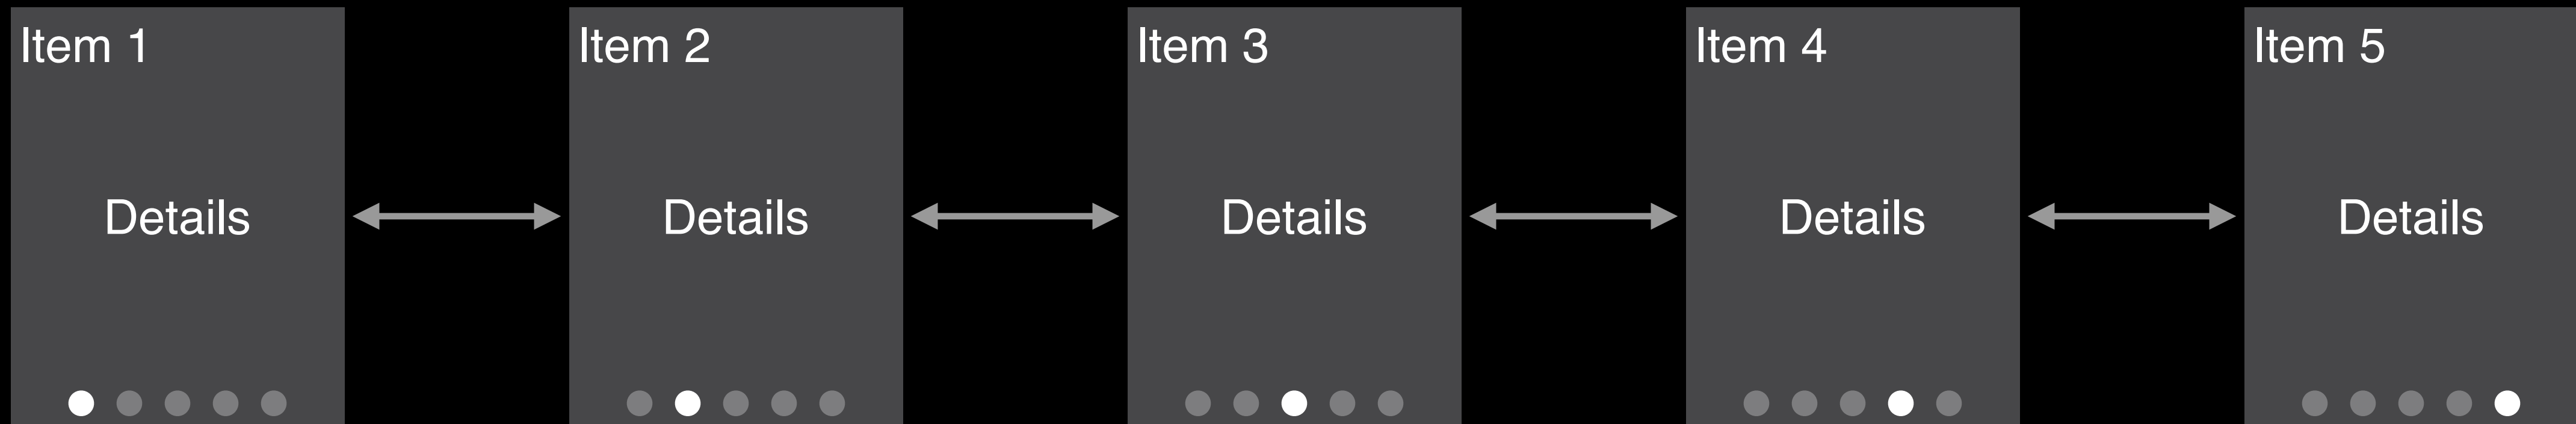 Item 1
Details
Item 2
Details
Item 3
Details
Item 4
Details
Item 5
Details